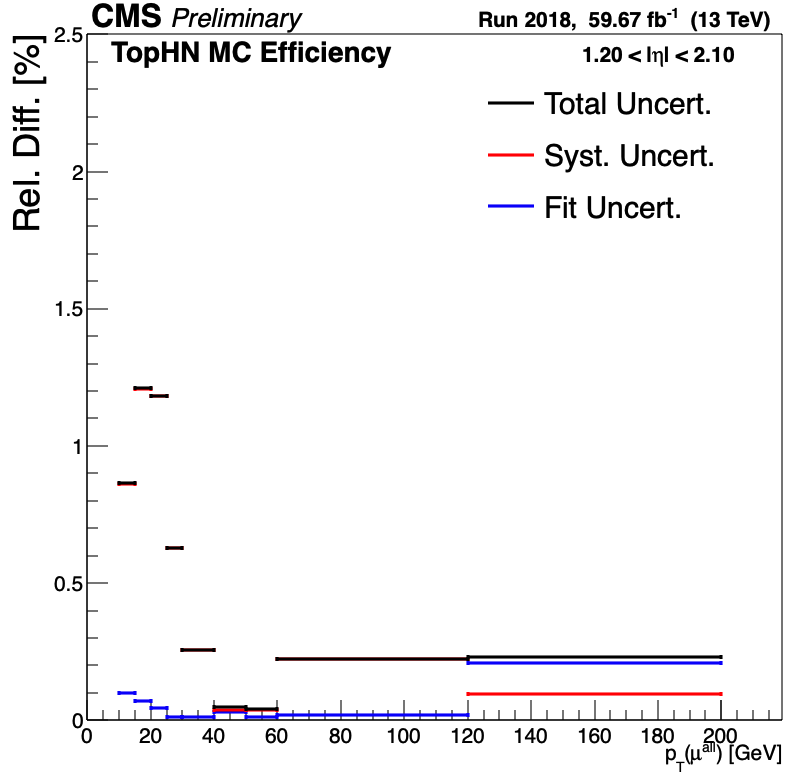 CMS Preliminary Run 2018, 59.67 fb⁻¹ (13 TeV)
TopHN MC Efficiency 1.20 < |η| < 2.10
Total Uncert.
Syst. Uncert.
Fit Uncert.
Rel. Diff. [%]
2.5
2
1.5
1
0.5
0
0 20 40 60 80 100 120 140 160 180 200
p_T(μ^all) [GeV]